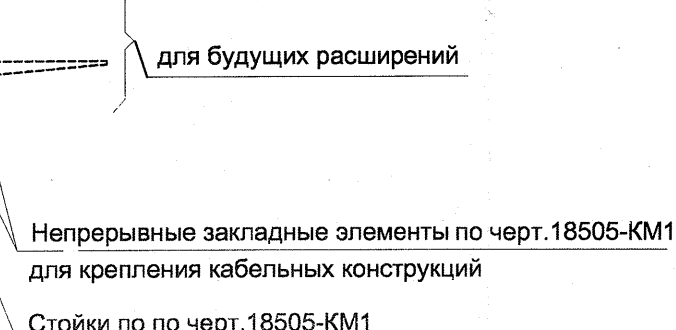 для будущих расширений
Непрерывные закладные элементы по черт.18505-КМ1
для крепления кабельных конструкций
Стойки по по черт.18505-КМ1